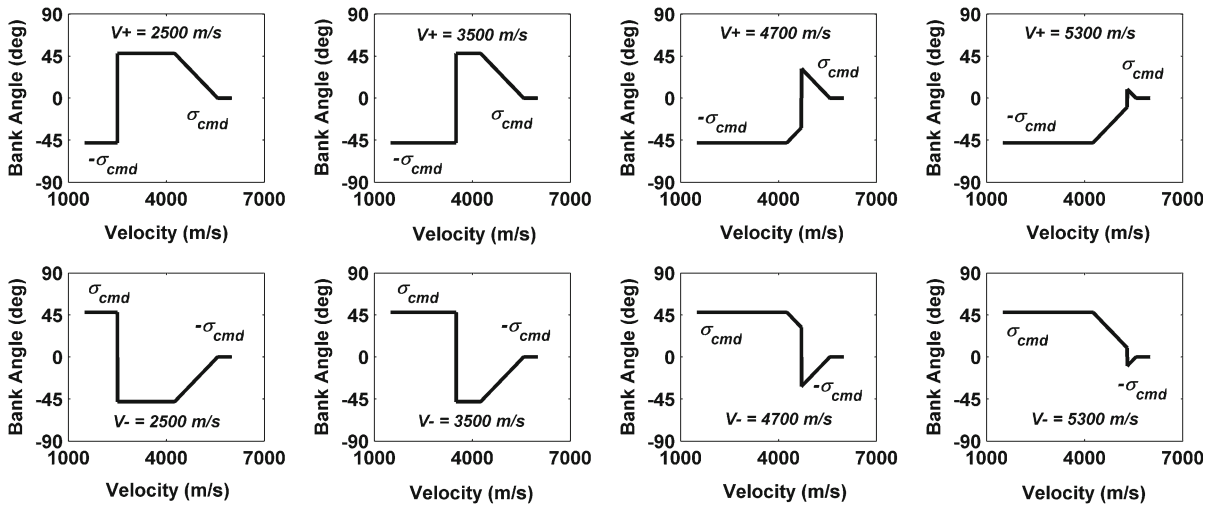 Bank Angle (deg)
90
45
0
-45
-90
V+ = 2500 m/s
σcmd
-σcmd
1000 4000 7000
Velocity (m/s)
Bank Angle (deg)
90
45
0
-45
-90
V+ = 3500 m/s
σcmd
-σcmd
1000 4000 7000
Velocity (m/s)
Bank Angle (deg)
90
45
0
-45
-90
V+ = 4700 m/s
σcmd
-σcmd
1000 4000 7000
Velocity (m/s)
Bank Angle (deg)
90
45
0
-45
-90
V+ = 5300 m/s
σcmd
-σcmd
1000 4000 7000
Velocity (m/s)
Bank Angle (deg)
90
45
0
-45
-90
σcmd
-σcmd
V- = 2500 m/s
1000 4000 7000
Velocity (m/s)
Bank Angle (deg)
90
45
0
-45
-90
σcmd
-σcmd
V- = 3500 m/s
1000 4000 7000
Velocity (m/s)
Bank Angle (deg)
90
45
0
-45
-90
σcmd
-σcmd
V- = 4700 m/s
1000 4000 7000
Velocity (m/s)
Bank Angle (deg)
90
45
0
-45
-90
σcmd
-σcmd
V- = 5300 m/s
1000 4000 7000
Velocity (m/s)